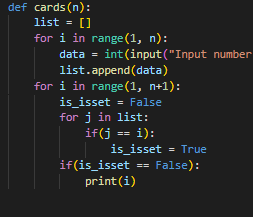 def cards(n):
    list = []
    for i in range(1, n):
        data = int(input("Input number
        list.append(data)
    for i in range(1, n+1):
        is_isset = False
        for j in list:
            if(j == i):
                is_isset = True
        if(is_isset == False):
            print(i)